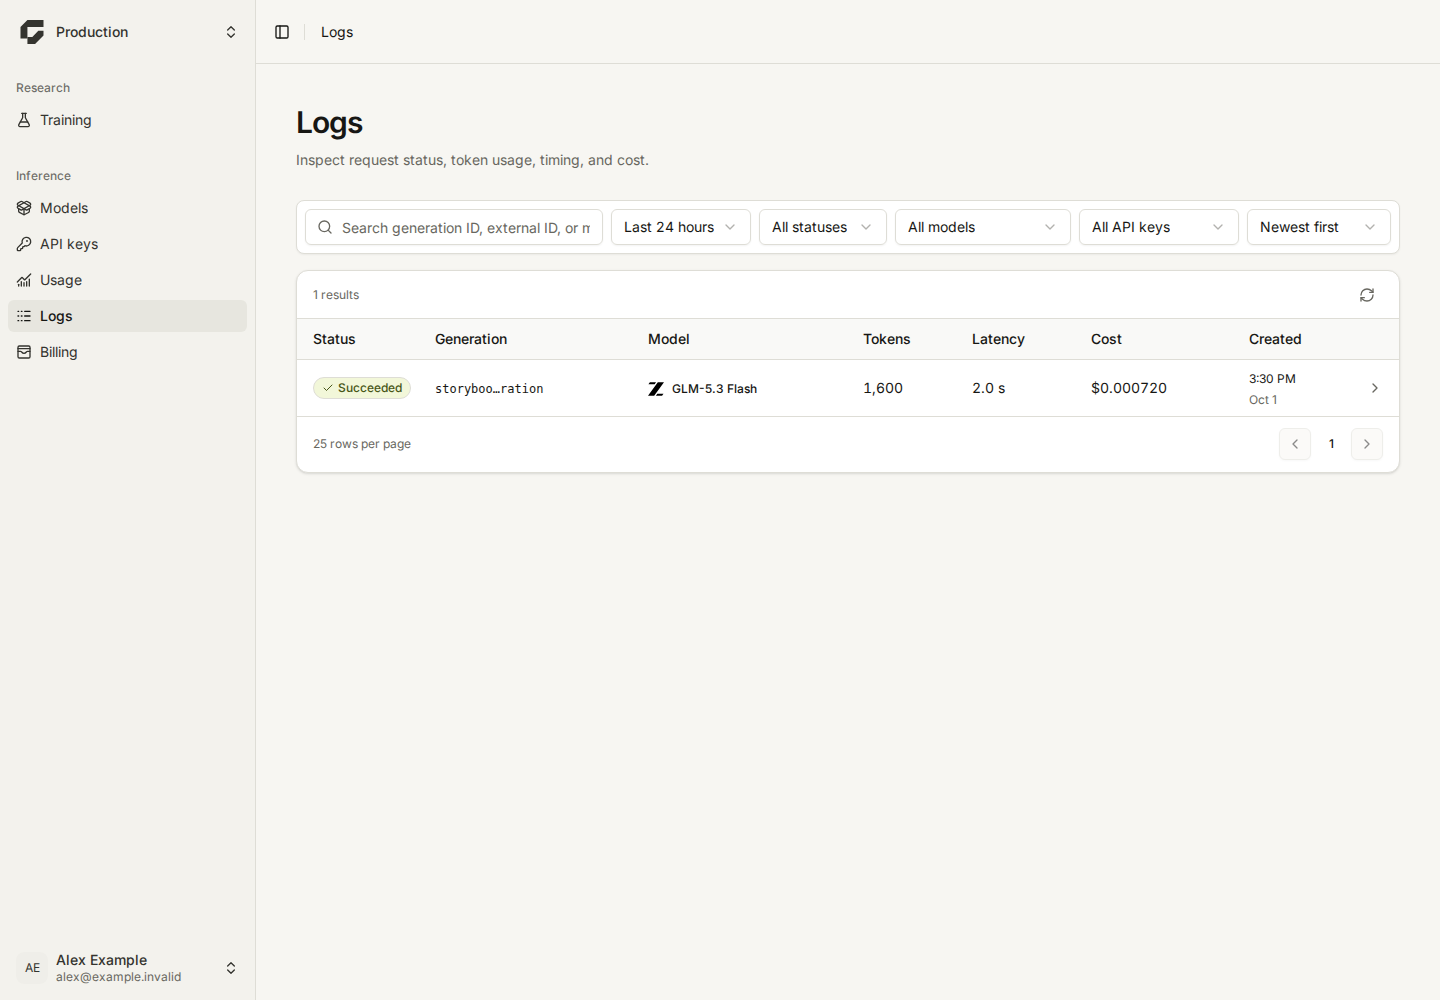 Production
Research
Training
Inference
Models
API keys
Usage
Logs
Billing
AE
Alex Example
alex@example.invalid
Logs
Logs
Inspect request status, token usage, timing, and cost.
Search generation ID, external ID, or m
Last 24 hours
All statuses
All models
All API keys
Newest first
1 results
Status Generation Model Tokens Latency Cost Created
Succeeded storyboo…ration GLM-5.3 Flash 1,600 2.0 s $0.000720 3:30 PM
Oct 1
25 rows per page
1